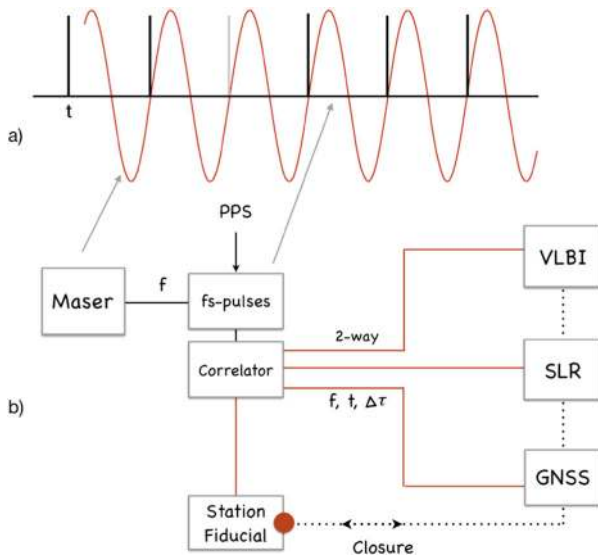 a)
t
PPS
Maser
f
fs-pulses
VLBI
2-way
Correlator
SLR
b)
f, t, Δτ
GNSS
Station
Fiducial
Closure